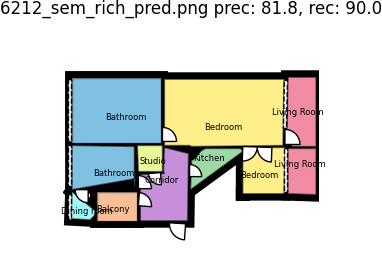 6212_sem_rich_pred.png prec: 81.8, rec: 90.0
Living Room
Bathroom
Bedroom
Studio
Kitchen
Living Room
Bathroom
Corridor
Bedroom
Dining room
Balcony